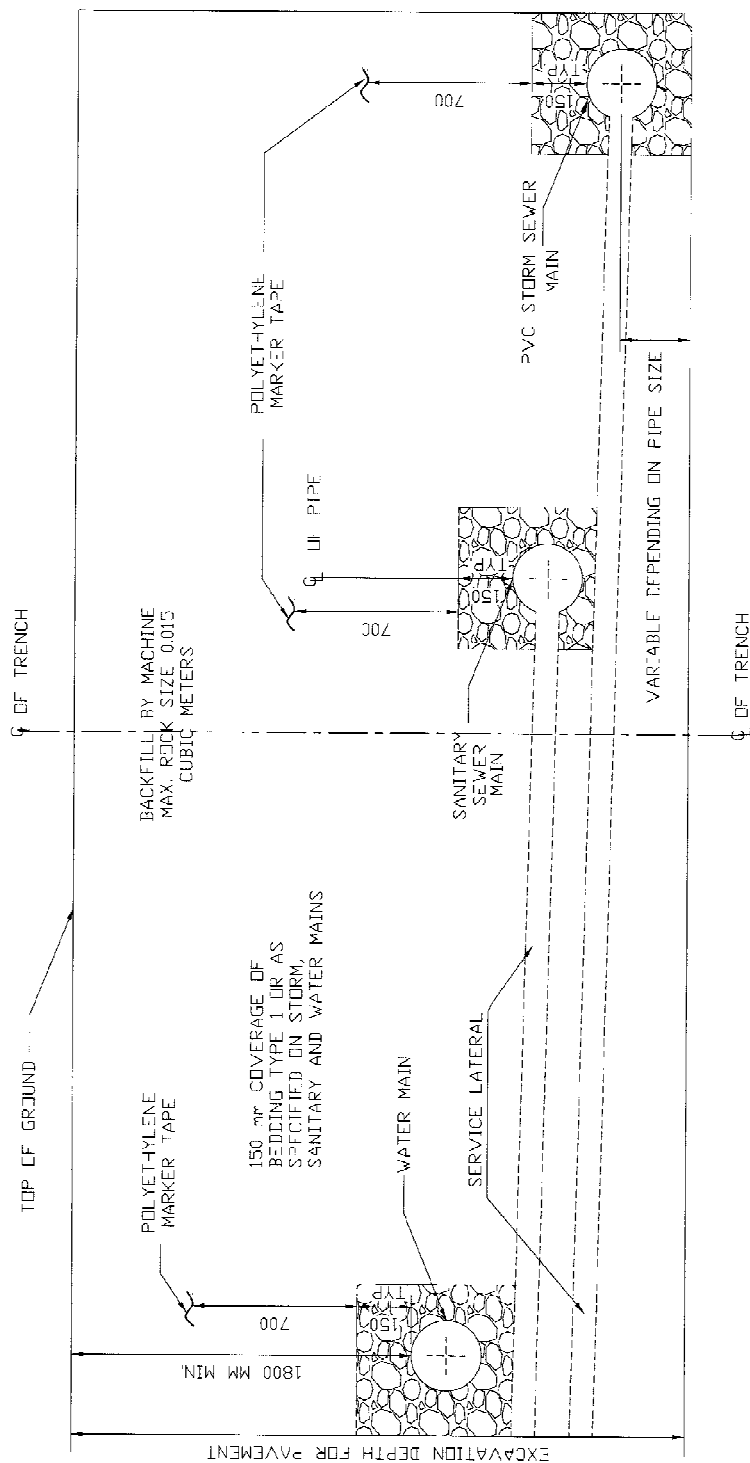 TOP OF GROUND
℄ OF TRENCH
POLYETHYLENE
MARKER TAPE
BACKFILL BY MACHINE
MAX. ROCK SIZE 0.015
CUBIC METERS
POLYETHYLENE
MARKER TAPE
150 mm COVERAGE OF
BEDDING TYPE 1 OR AS
SPECIFIED ON STORM,
SANITARY AND WATER MAINS
℄ OF PIPE
700
700
700
1800 MM MIN.
150
TYP.
150
TYP.
150
TYP.
WATER MAIN
SANITARY
SEWER
MAIN
PVC STORM SEWER
MAIN
SERVICE LATERAL
VARIABLE DEPENDING ON PIPE SIZE
EXCAVATION DEPTH FOR PAVEMENT
℄ OF TRENCH